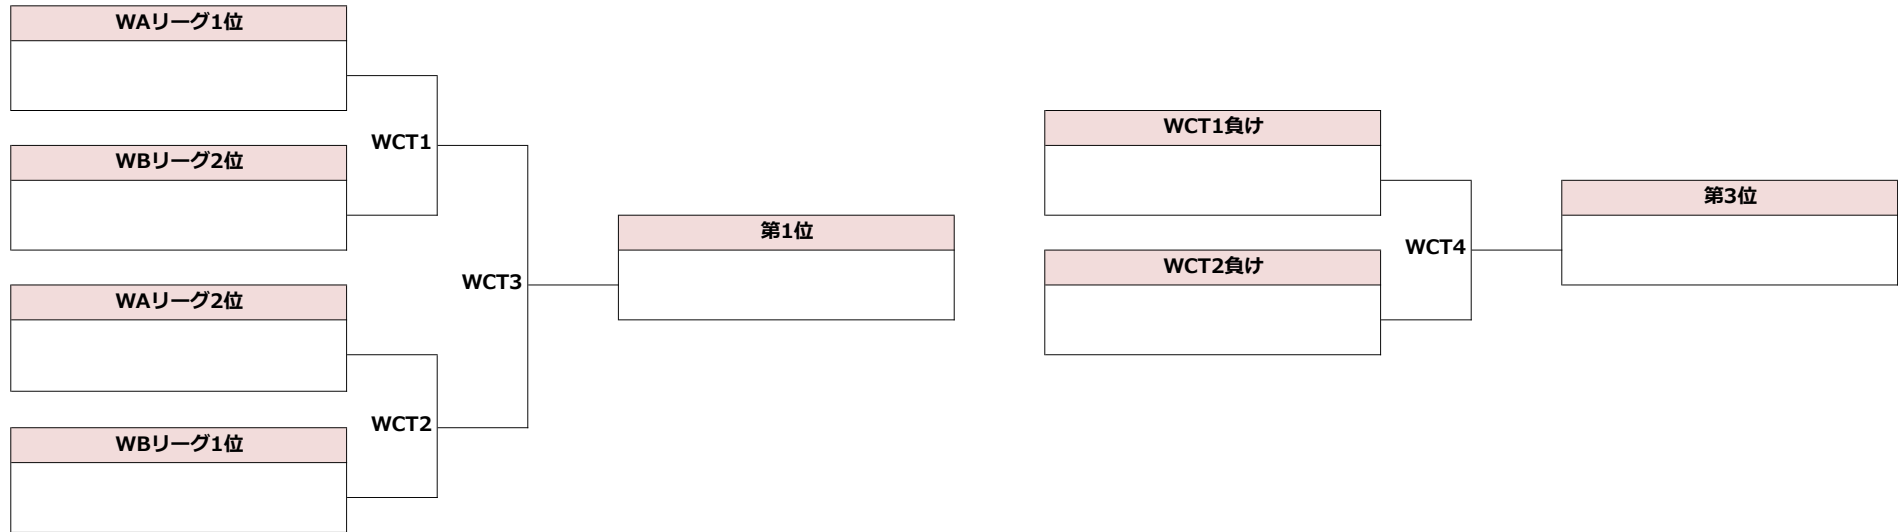 WAリーグ1位
WCT1
WBリーグ2位
第1位
WCT3
WAリーグ2位
WCT2
WBリーグ1位
WCT1負け
第3位
WCT4
WCT2負け